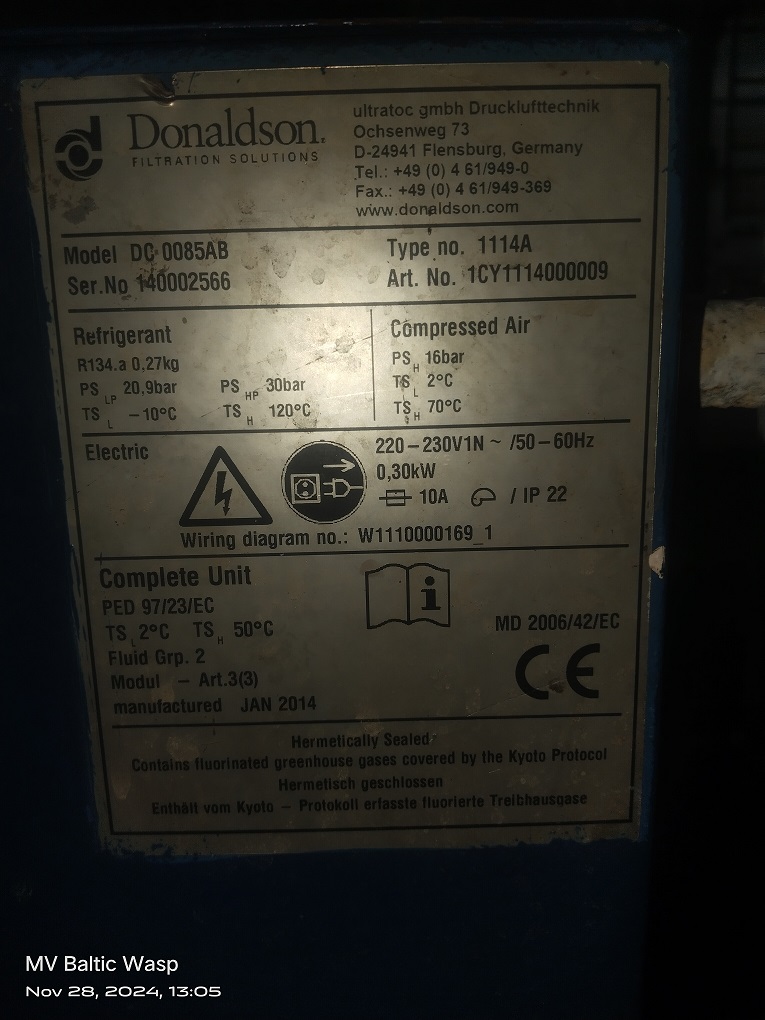 Donaldson.
FILTRATION SOLUTIONS
ultratoc gmbh Drucklufttechnik
Ochsenweg 73
D-24941 Flensburg, Germany
Tel.: +49 (0) 4 61/949-0
Fax.: +49 (0) 4 61/949-369
www.donaldson.com
Model DC 0085AB
Type no. 1114A
Ser.No 140002566
Art. No. 1CY1114000009
Refrigerant
R134.a 0,27kg
PS LP 20,9bar PS HP 30bar
TS L -10°C TS H 120°C
Compressed Air
PS H 16bar
TS L 2°C
TS H 70°C
Electric
220-230V1N ~ /50-60Hz
0,30kW
10A / IP 22
Wiring diagram no.: W1110000169_1
Complete Unit
PED 97/23/EC
TS L 2°C TS H 50°C
Fluid Grp. 2
Modul - Art.3(3)
manufactured JAN 2014
MD 2006/42/EC
CE
Hermetically Sealed
Contains fluorinated greenhouse gases covered by the Kyoto Protocol
Hermetisch geschlossen
Enthält vom Kyoto - Protokoll erfasste fluorierte Treibhausgase
MV Baltic Wasp
Nov 28, 2024, 13:05